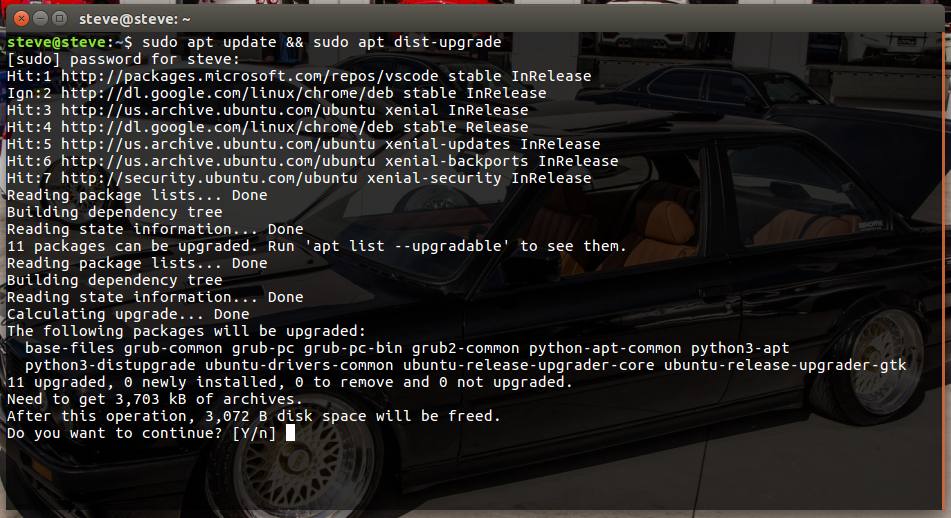 steve@steve: ~
steve@steve:~$ sudo apt update && sudo apt dist-upgrade
[sudo] password for steve:
Hit:1 http://packages.microsoft.com/repos/vscode stable InRelease
Ign:2 http://dl.google.com/linux/chrome/deb stable InRelease
Hit:3 http://us.archive.ubuntu.com/ubuntu xenial InRelease
Hit:4 http://dl.google.com/linux/chrome/deb stable Release
Hit:5 http://us.archive.ubuntu.com/ubuntu xenial-updates InRelease
Hit:6 http://us.archive.ubuntu.com/ubuntu xenial-backports InRelease
Hit:7 http://security.ubuntu.com/ubuntu xenial-security InRelease
Reading package lists... Done
Building dependency tree
Reading state information... Done
11 packages can be upgraded. Run 'apt list --upgradable' to see them.
Reading package lists... Done
Building dependency tree
Reading state information... Done
Calculating upgrade... Done
The following packages will be upgraded:
base-files grub-common grub-pc grub-pc-bin grub2-common python-apt-common python3-apt
python3-distupgrade ubuntu-drivers-common ubuntu-release-upgrader-core ubuntu-release-upgrader-gtk
11 upgraded, 0 newly installed, 0 to remove and 0 not upgraded.
Need to get 3,703 kB of archives.
After this operation, 3,072 B disk space will be freed.
Do you want to continue? [Y/n]